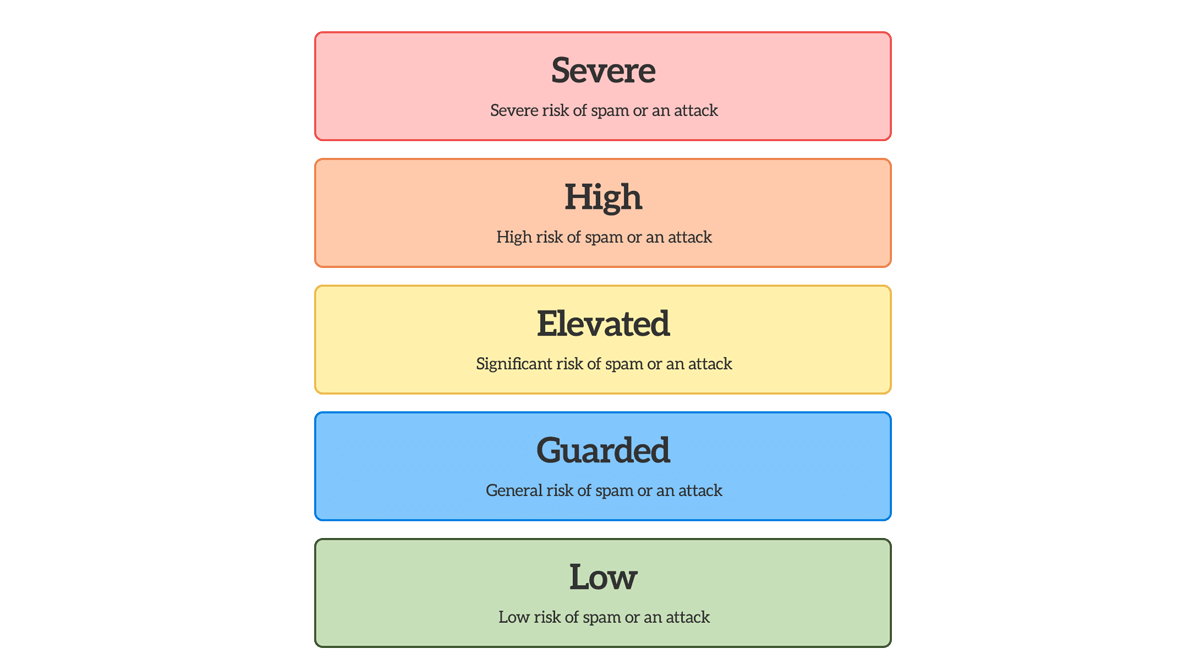 Severe
Severe risk of spam or an attack
High
High risk of spam or an attack
Elevated
Significant risk of spam or an attack
Guarded
General risk of spam or an attack
Low
Low risk of spam or an attack